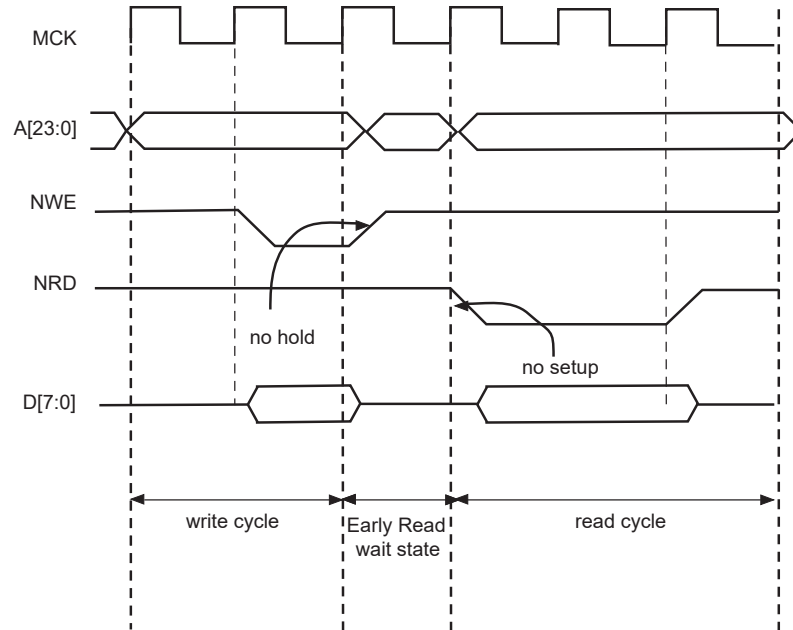 MCK
A[23:0]
NWE
NRD
no hold
no setup
D[7:0]
write cycle
Early Read
wait state
read cycle